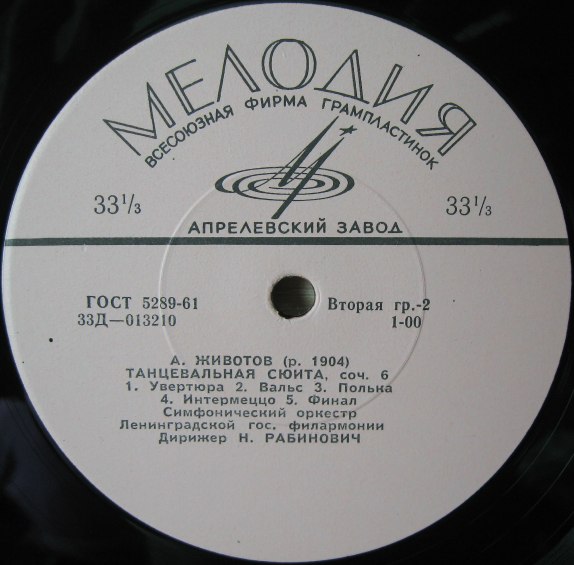 МЕЛОДИЯ
ВСЕСОЮЗНАЯ ФИРМА ГРАМПЛАСТИНОК
33⅓ 33⅓
АПРЕЛЕВСКИЙ ЗАВОД
ГОСТ 5289-61 Вторая гр.-2
33Д—013210 1-00
А. ЖИВОТОВ (р. 1904)
ТАНЦЕВАЛЬНАЯ СЮИТА, соч. 6
1. Увертюра 2. Вальс 3. Полька
4. Интермеццо 5. Финал
Симфонический оркестр
Ленинградской гос. филармонии
Дирижер Н. РАБИНОВИЧ